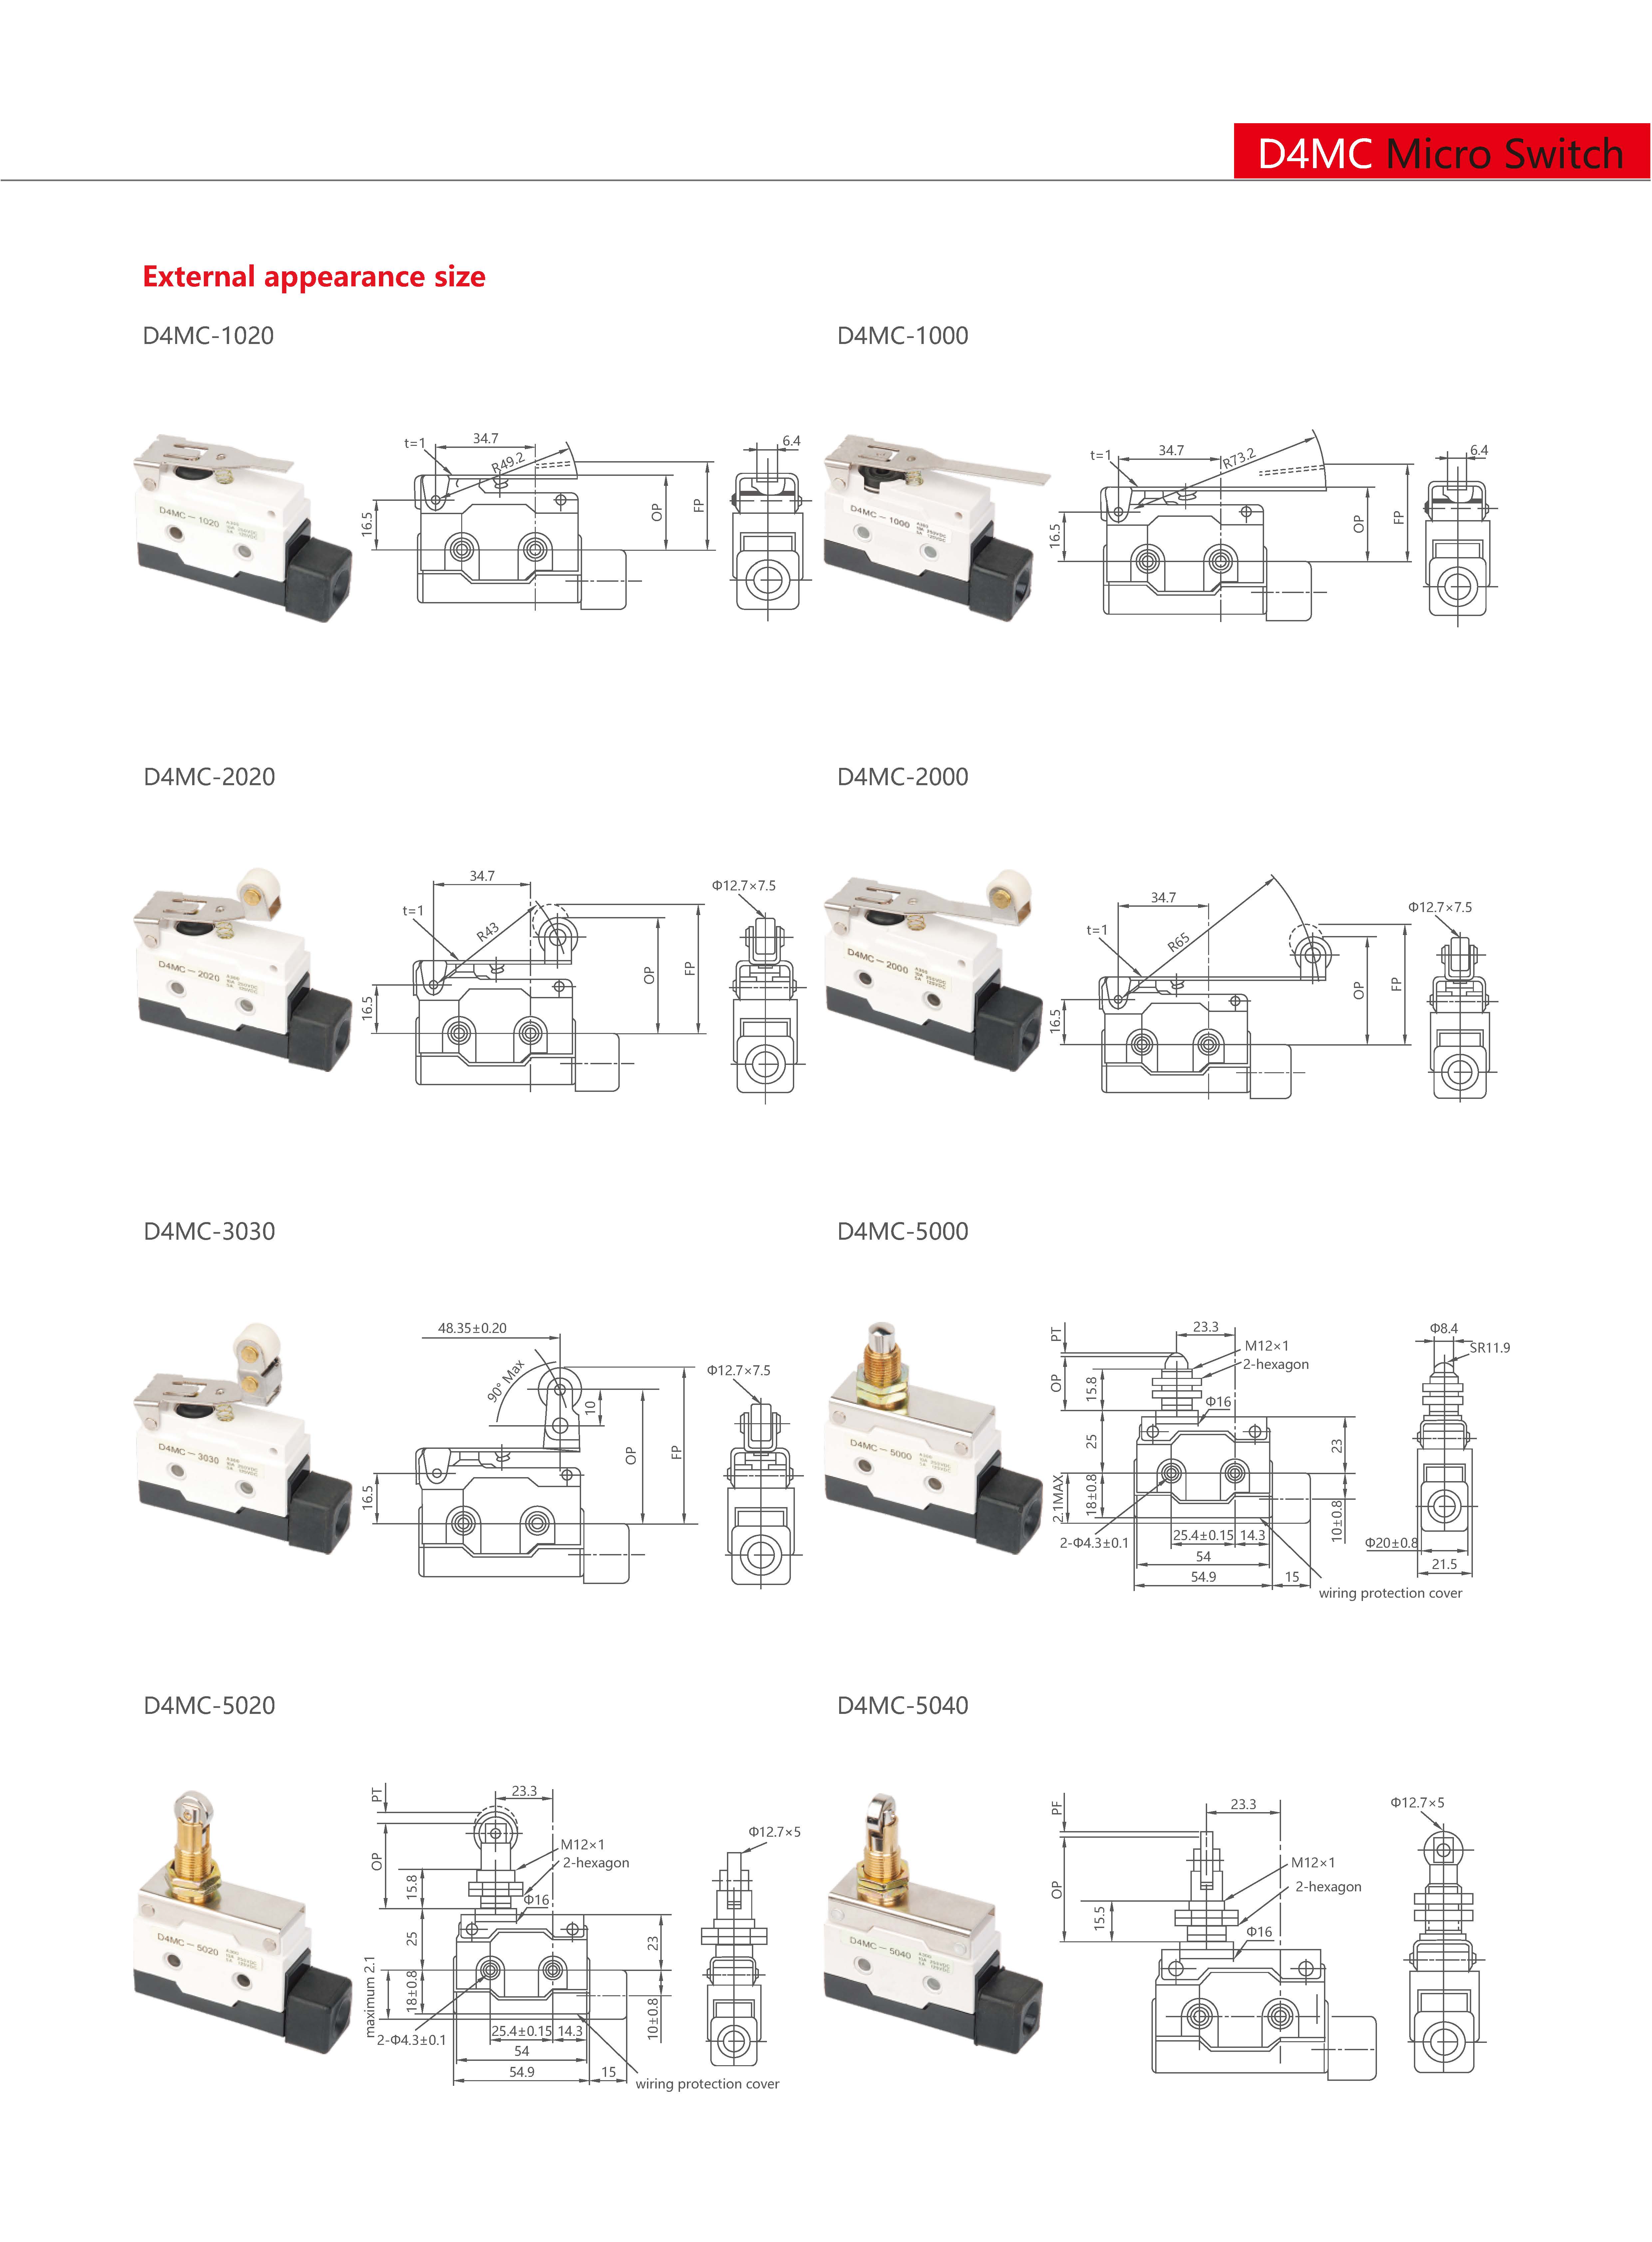 D4MC Micro Switch
External appearance size
D4MC-1020
D4MC-1000
D4MC-1020
t=1
34.7
R49.2
16.5
OP
FP
6.4
D4MC-1000
t=1
34.7
R73.2
16.5
OP
FP
6.4
D4MC-2020
D4MC-2000
D4MC-2020
34.7
t=1
R43
16.5
OP
FP
Φ12.7×7.5
D4MC-2000
34.7
t=1
R65
16.5
OP
FP
Φ12.7×7.5
D4MC-3030
D4MC-5000
D4MC-3030
48.35±0.20
90° Max
10
16.5
OP
FP
Φ12.7×7.5
D4MC-5000
PT
23.3
M12×1
2-hexagon
OP
15.8
Φ16
25
23
2.1MAX
18±0.8
10±0.8
2-Φ4.3±0.1
25.4±0.15
14.3
54
54.9
15
wiring protection cover
Φ8.4
SR11.9
Φ20±0.8
21.5
D4MC-5020
D4MC-5040
D4MC-5020
PT
23.3
M12×1
2-hexagon
OP
15.8
Φ16
25
23
maximum 2.1
18±0.8
10±0.8
2-Φ4.3±0.1
25.4±0.15
14.3
54
54.9
15
wiring protection cover
Φ12.7×5
D4MC-5040
PF
23.3
M12×1
2-hexagon
OP
15.5
Φ16
Φ12.7×5